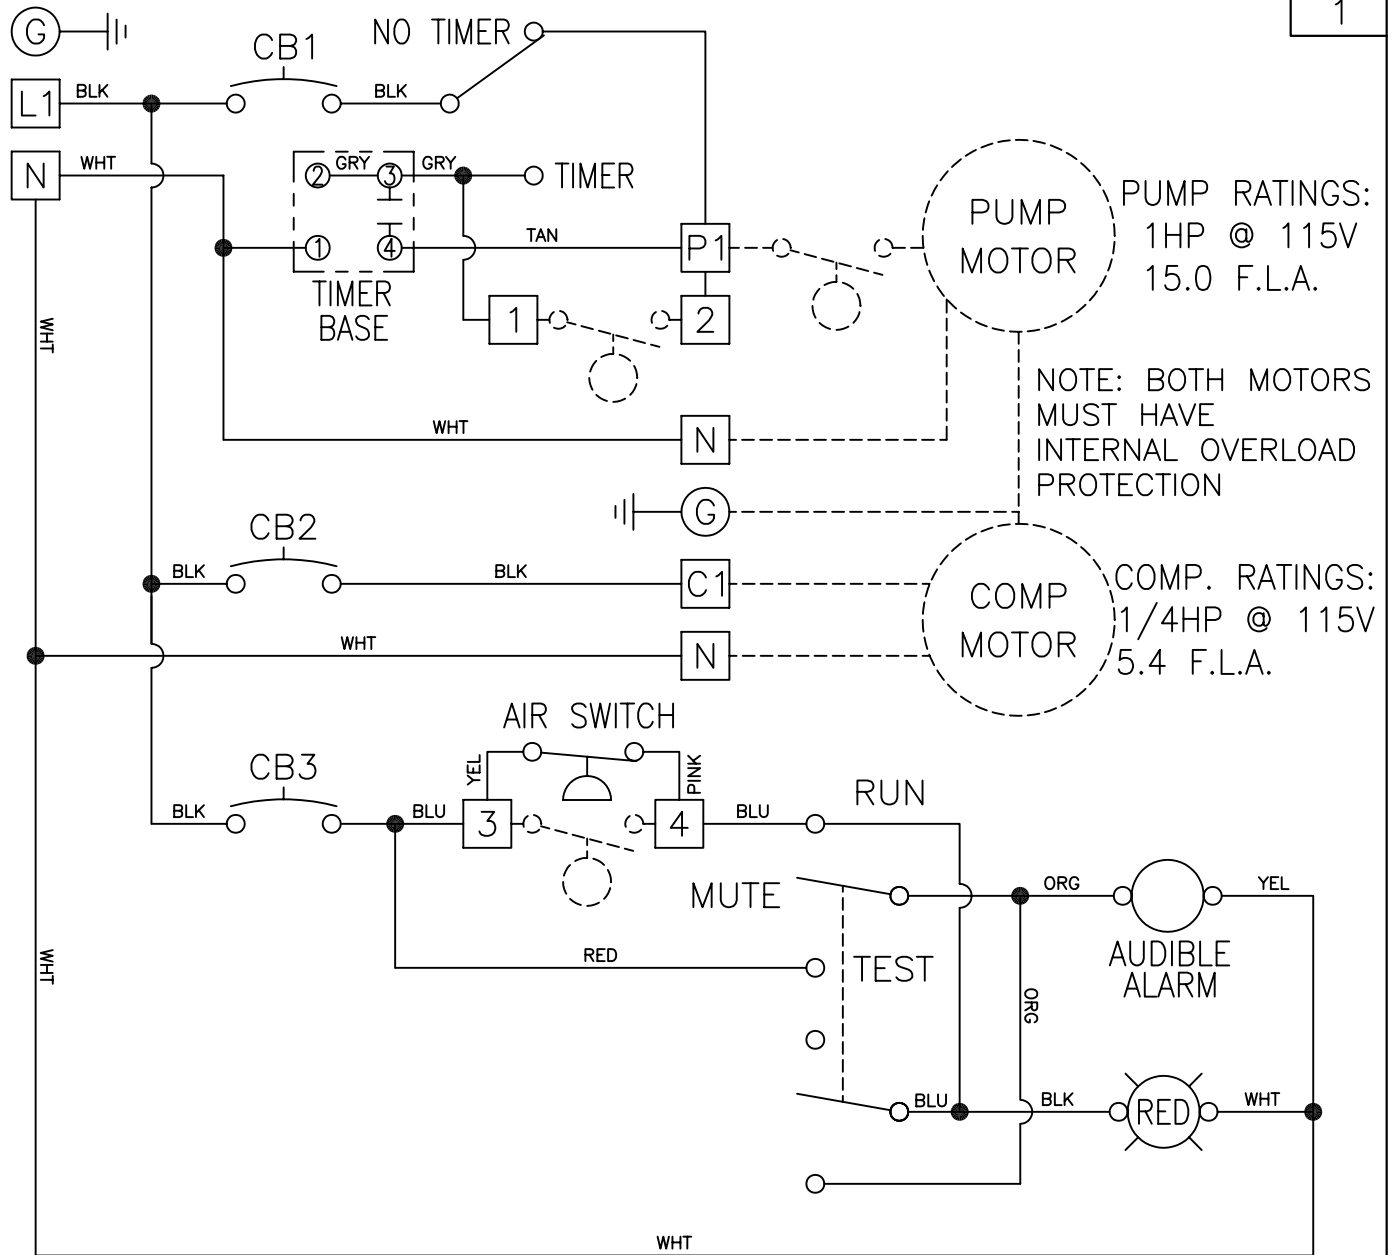 1
G
NO TIMER
CB1
L1
BLK
BLK
N
WHT
2
GRY
3
GRY
TIMER
1
4
TAN
P1
TIMER
BASE
1
2
PUMP
MOTOR
PUMP RATINGS:
1HP @ 115V
15.0 F.L.A.
WHT
NOTE: BOTH MOTORS
MUST HAVE
INTERNAL OVERLOAD
PROTECTION
WHT
N
G
CB2
BLK
BLK
C1
COMP
MOTOR
COMP. RATINGS:
1/4HP @ 115V
5.4 F.L.A.
WHT
N
AIR SWITCH
YEL
PINK
CB3
BLK
BLU
3
4
BLU
RUN
MUTE
ORG
YEL
AUDIBLE
ALARM
WHT
RED
TEST
ORG
BLU
BLK
RED
WHT
WHT